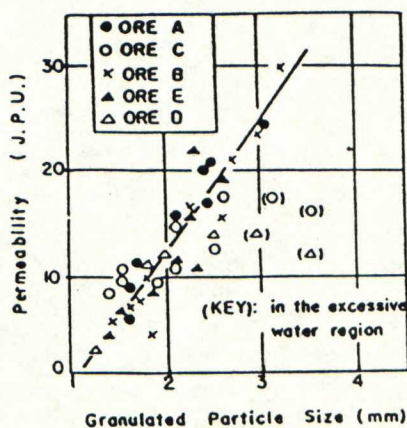 ● ORE A
○ ORE C
× ORE B
▲ ORE E
△ ORE D
Permeability (J.P.U.)
30
20
10
0
(KEY): in the excessive
water region
1 2 3 4
Granulated Particle Size (mm)